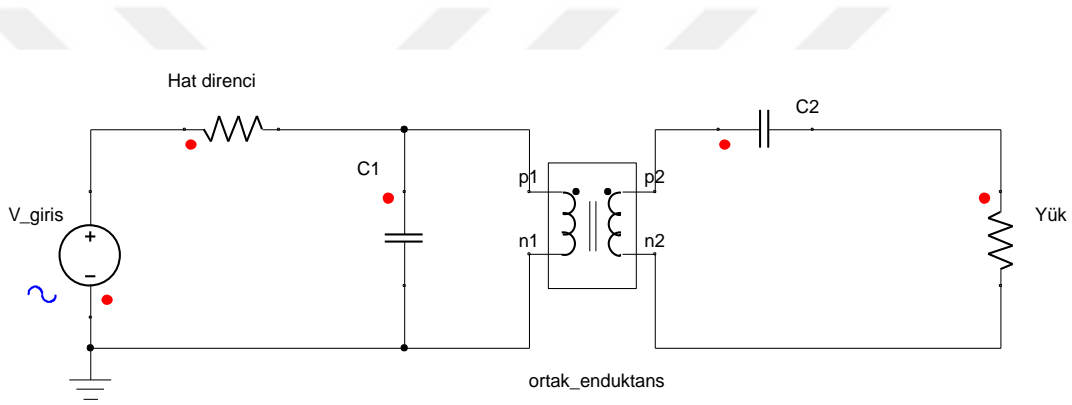 Hat direnci
C2
C1
p1
p2
V_giris
Yük
n1
n2
ortak_enduktans